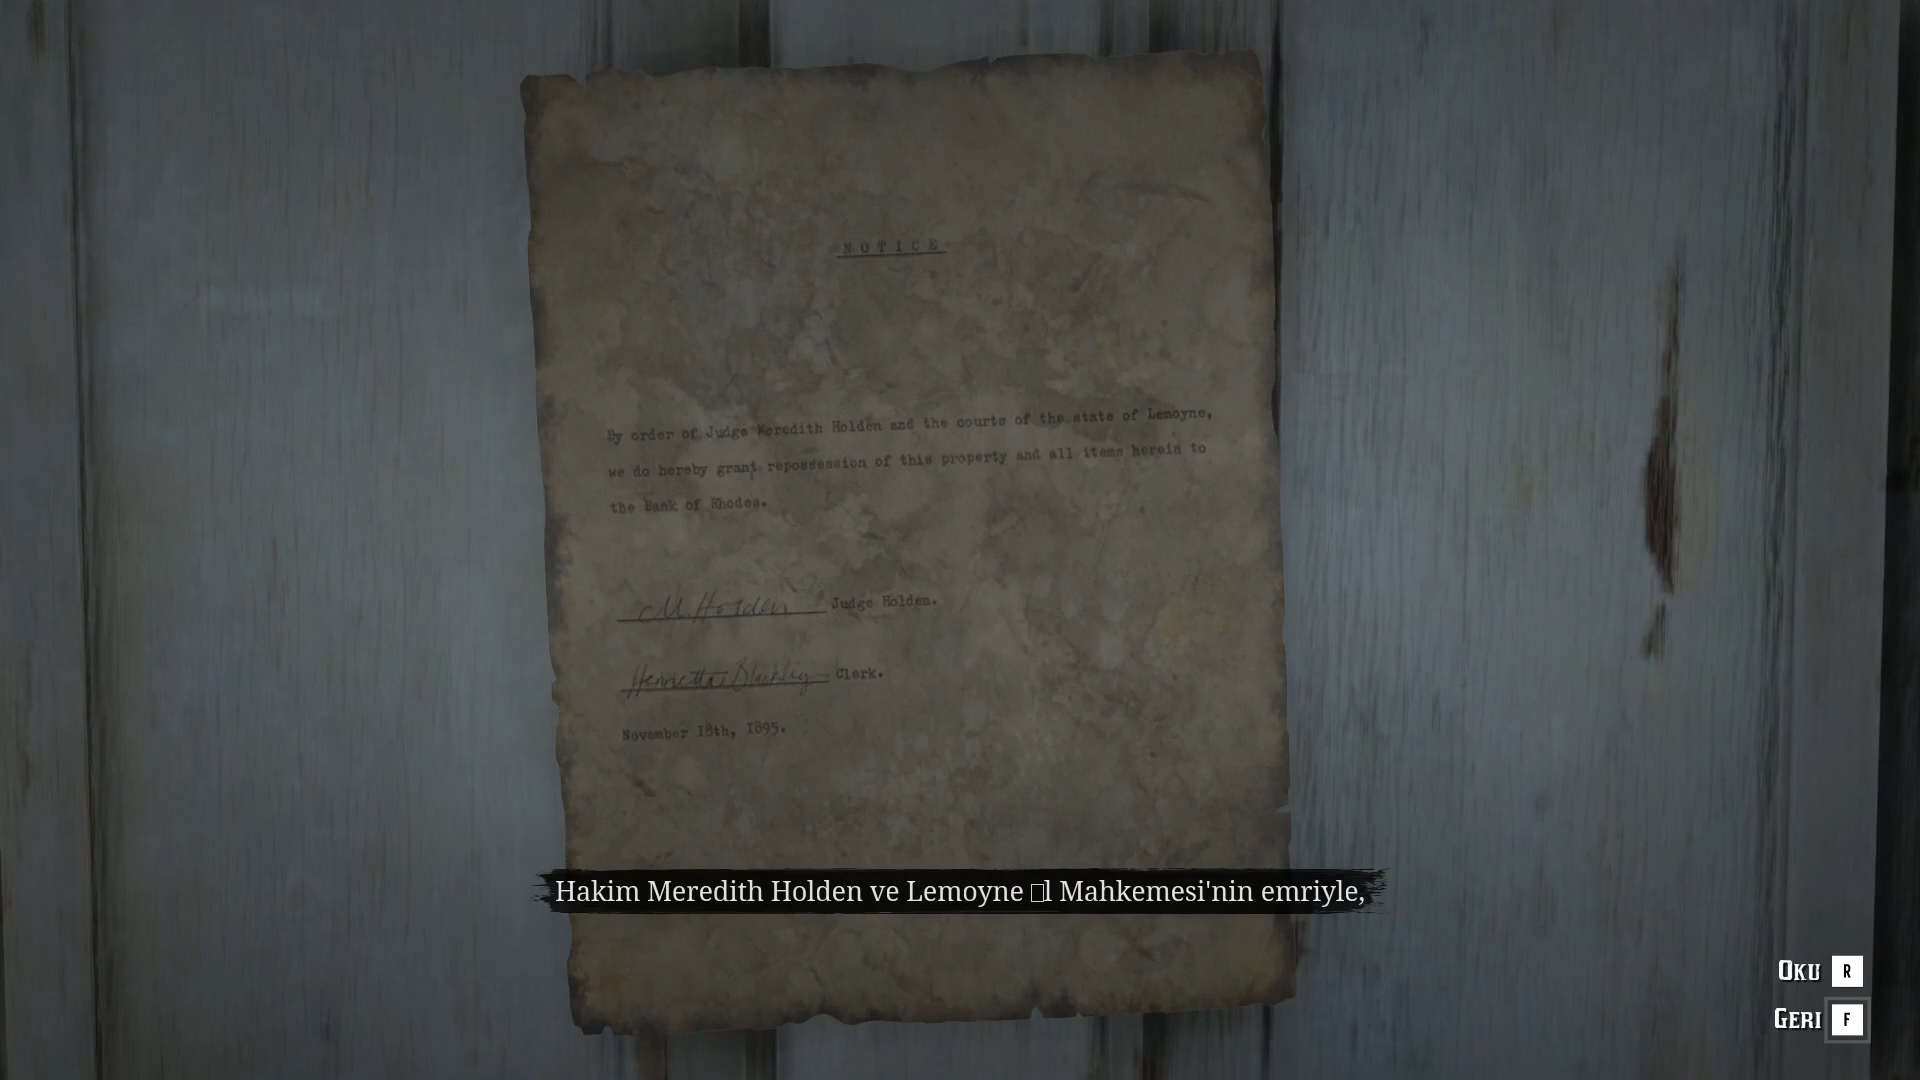 NOTICE
By order of Judge Meredith Holden and the courts of the state of Lemoyne,
we do hereby grant repossession of this property and all items herein to
the Bank of Rhodes.
M. Holden Judge Holden.
Henrietta Clerk.
November 18th, 1895.
Hakim Meredith Holden ve Lemoyne □l Mahkemesi'nin emriyle,
OKU R
GERI F